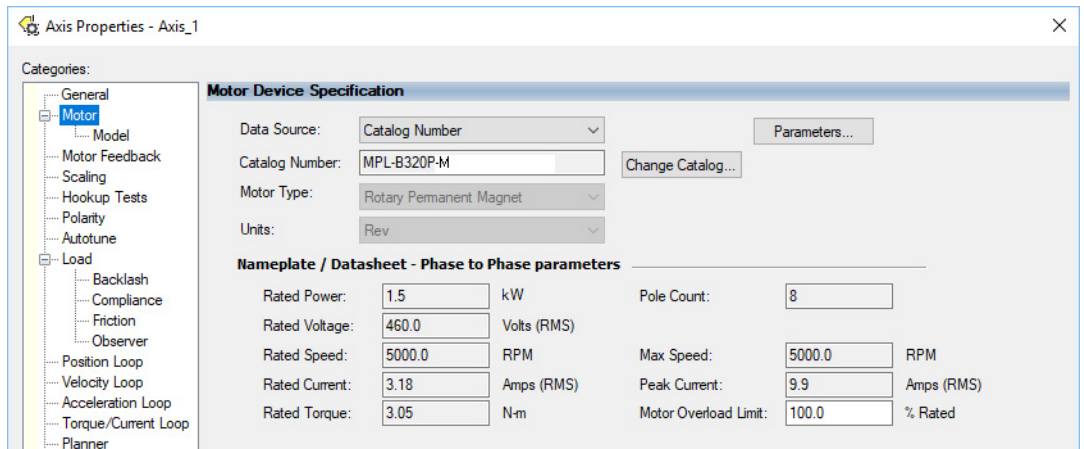 Axis Properties - Axis_1
Categories:
General
Motor
Model
Motor Feedback
Scaling
Hookup Tests
Polarity
Autotune
Load
Backlash
Compliance
Friction
Observer
Position Loop
Velocity Loop
Acceleration Loop
Torque/Current Loop
Planner
Motor Device Specification
Data Source: Catalog Number Parameters...
Catalog Number: MPL-B320P-M Change Catalog...
Motor Type: Rotary Permanent Magnet
Units: Rev
Nameplate / Datasheet - Phase to Phase parameters
Rated Power: 1.5 kW Pole Count: 8
Rated Voltage: 460.0 Volts (RMS)
Rated Speed: 5000.0 RPM Max Speed: 5000.0 RPM
Rated Current: 3.18 Amps (RMS) Peak Current: 9.9 Amps (RMS)
Rated Torque: 3.05 N-m Motor Overload Limit: 100.0 % Rated